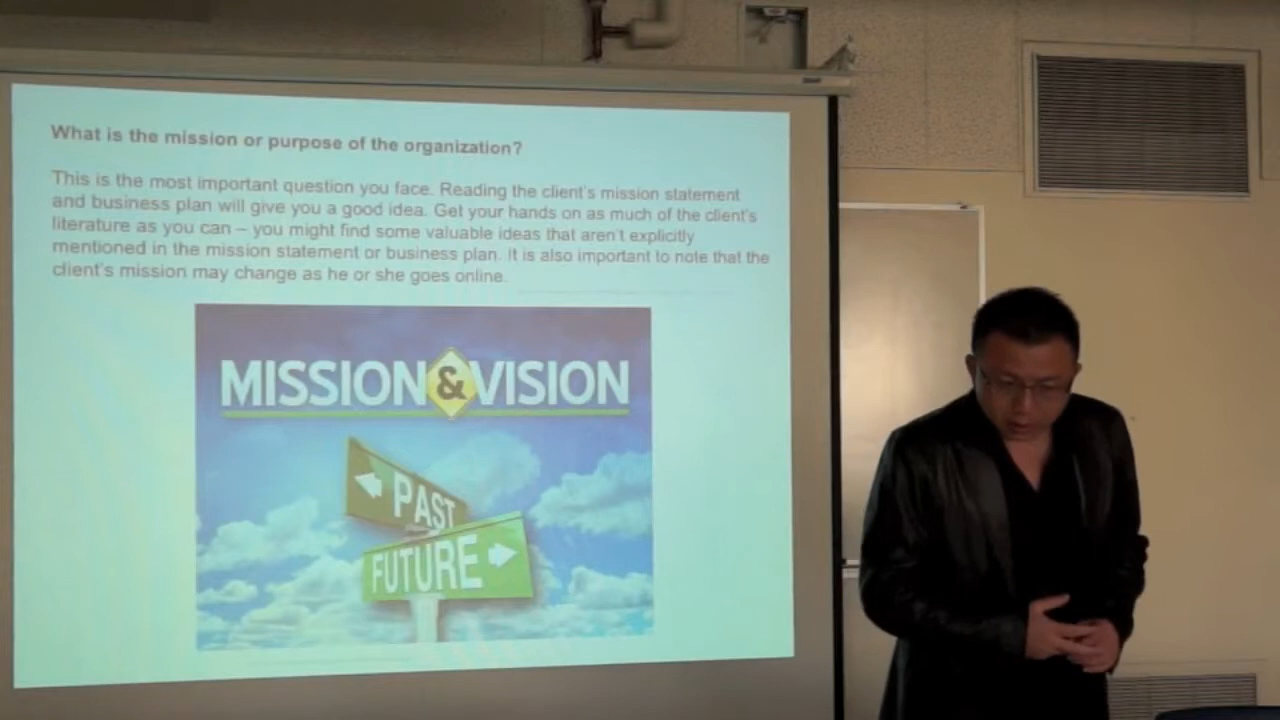 What is the mission or purpose of the organization?
This is the most important question you face. Reading the client's mission statement
and business plan will give you a good idea. Get your hands on as much of the client's
literature as you can – you might find some valuable ideas that aren't explicitly
mentioned in the mission statement or business plan. It is also important to note that the
client's mission may change as he or she goes online.
MISSION & VISION
PAST
FUTURE